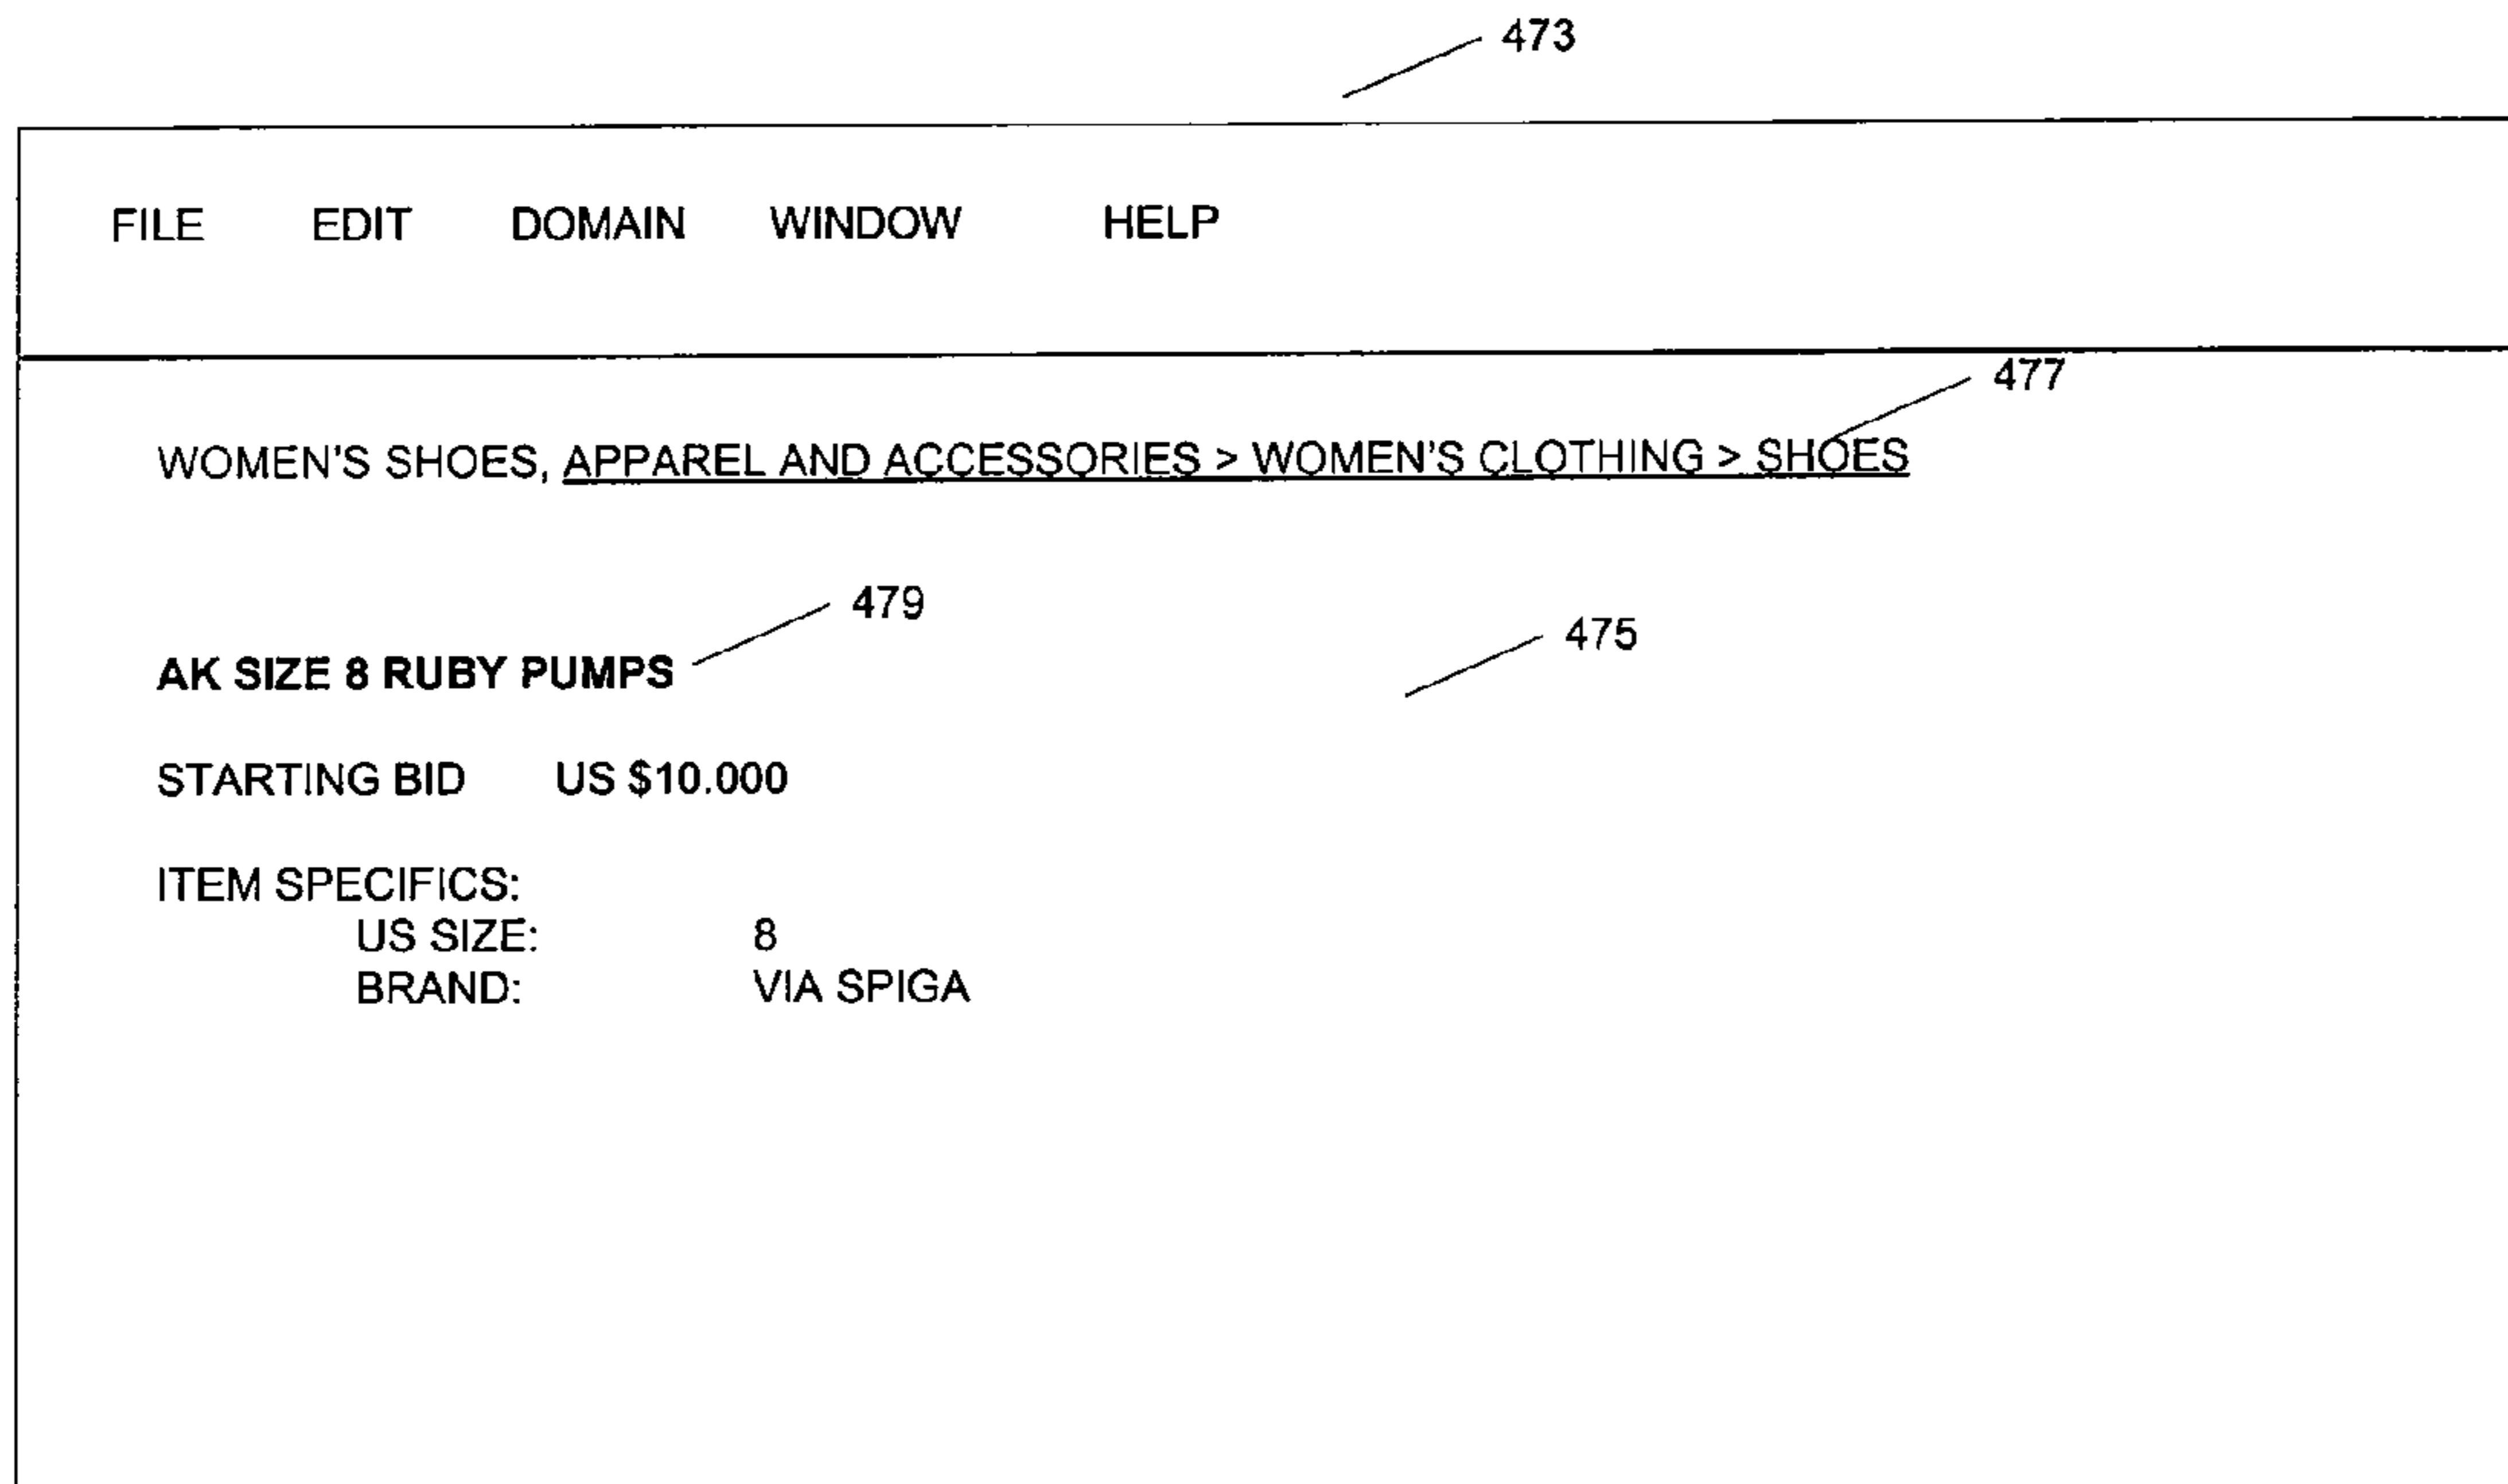 473
FILE EDIT DOMAIN WINDOW HELP
477
WOMEN'S SHOES, APPAREL AND ACCESSORIES > WOMEN'S CLOTHING > SHOES
479
475
AK SIZE 8 RUBY PUMPS
STARTING BID US $10.000
ITEM SPECIFICS:
US SIZE: 8
BRAND: VIA SPIGA